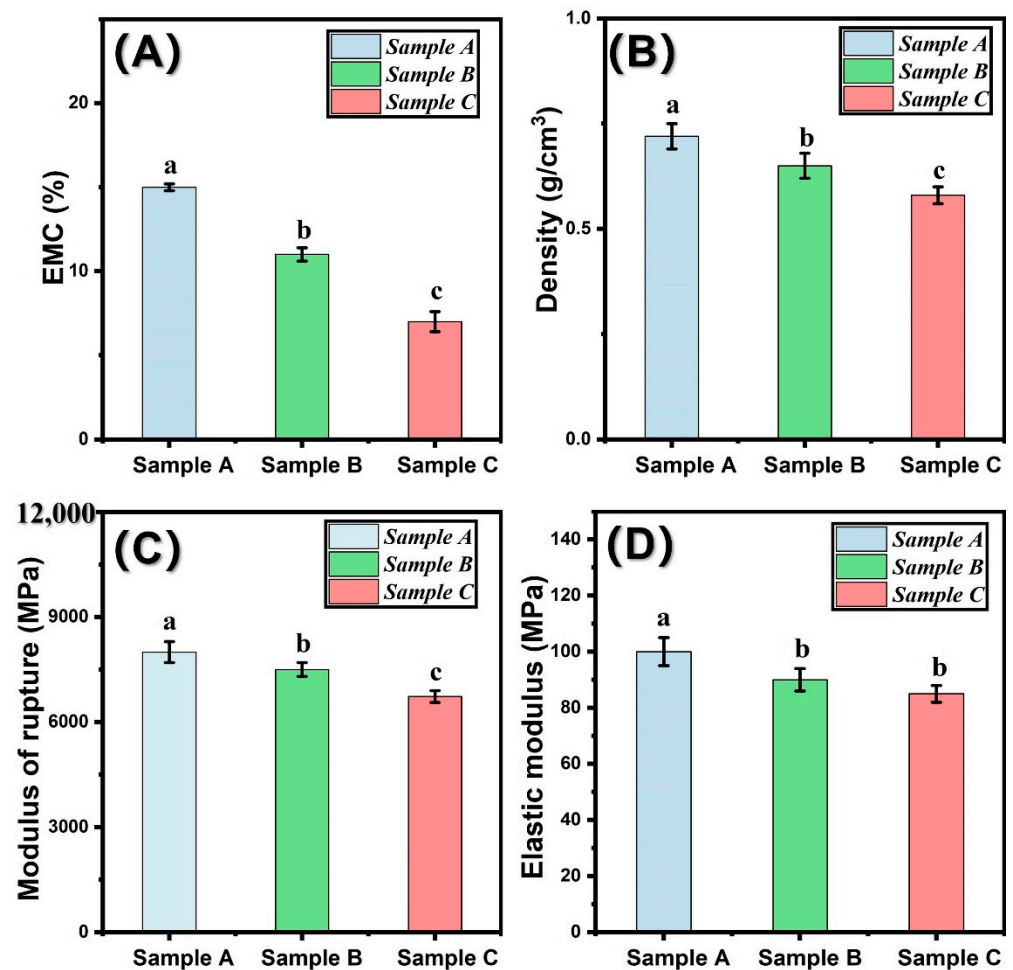 (A)
Sample A
Sample B
Sample C
EMC (%)
20
10
0
a
b
c
Sample A
Sample B
Sample C
(B)
Sample A
Sample B
Sample C
Density (g/cm³)
1.0
0.5
0.0
a
b
c
Sample A
Sample B
Sample C
(C)
Sample A
Sample B
Sample C
Modulus of rupture (MPa)
12,000
9000
6000
3000
0
a
b
c
Sample A
Sample B
Sample C
(D)
Sample A
Sample B
Sample C
Elastic modulus (MPa)
140
120
100
80
60
40
20
0
a
b
b
Sample A
Sample B
Sample C